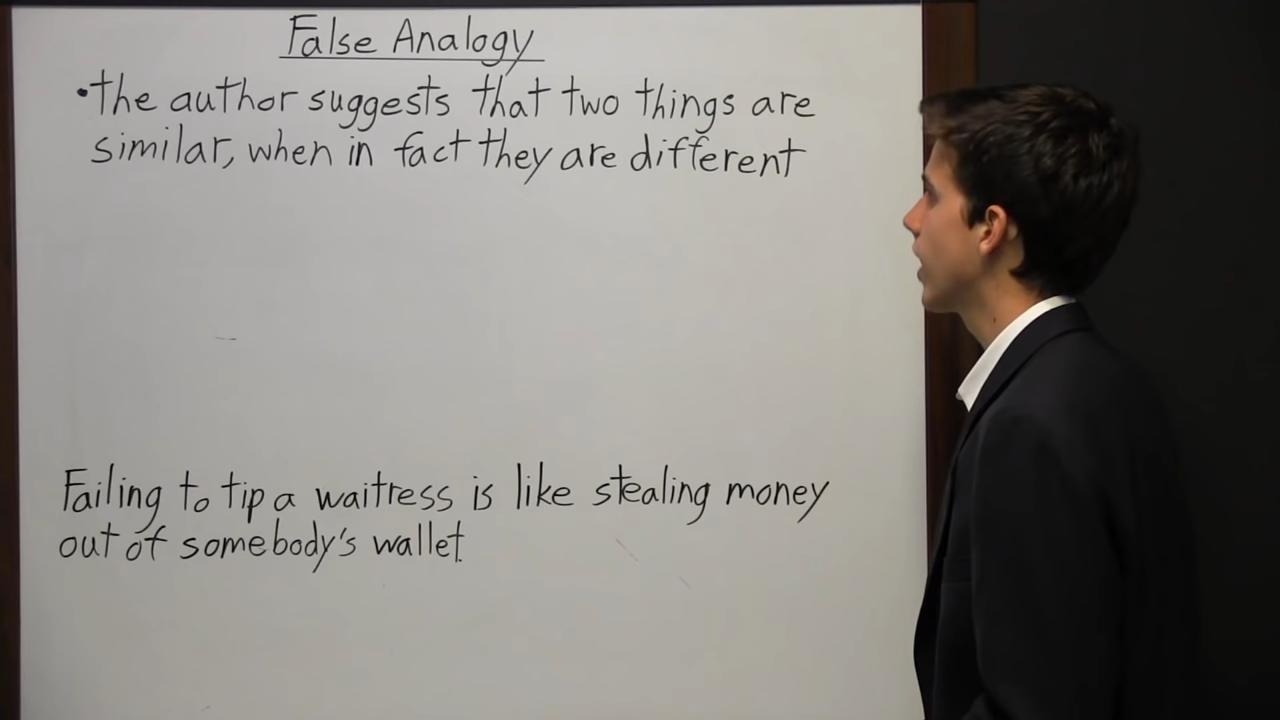 False Analogy
•the author suggests that two things are
similar, when in fact they are different
Failing to tip a waitress is like stealing money
out of somebody's wallet.